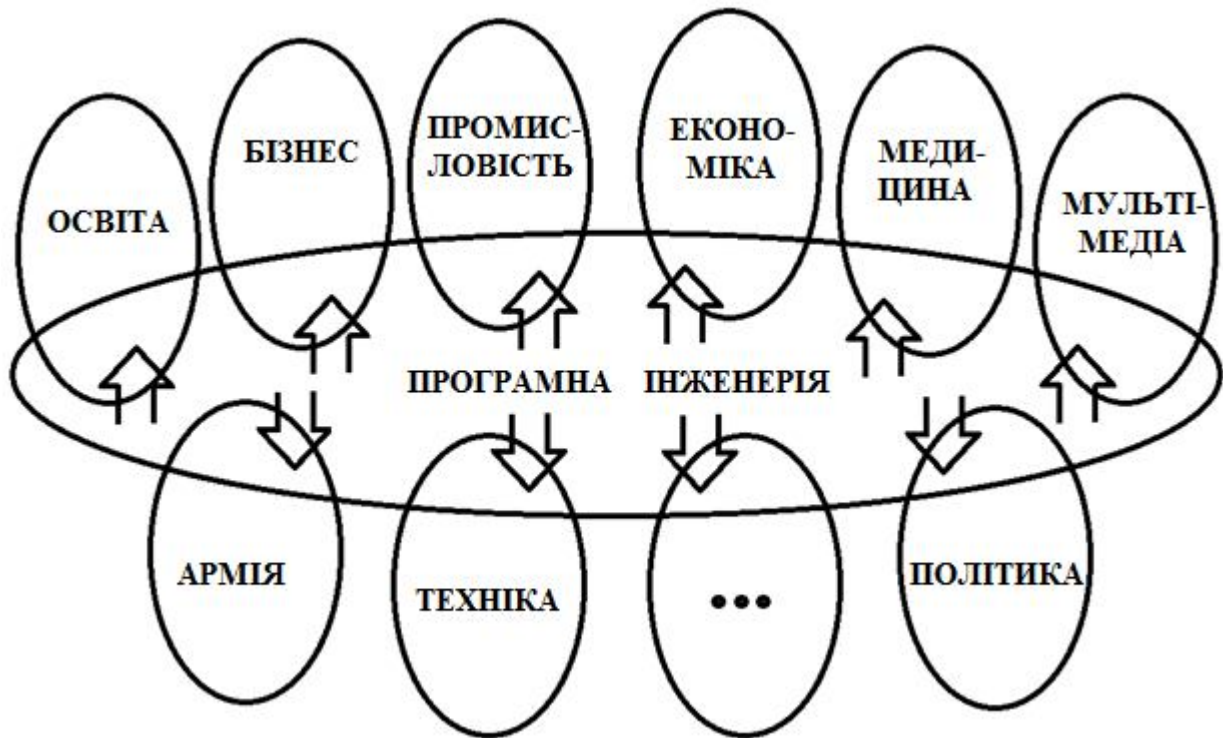 ОСВІТА
БІЗНЕС
ПРОМИС-
ЛОВІСТЬ
ЕКОНО-
МІКА
МЕДИ-
ЦИНА
МУЛЬТІ-
МЕДІА
ПРОГРАМНА ІНЖЕНЕРІЯ
АРМІЯ
ТЕХНІКА
...
ПОЛІТИКА